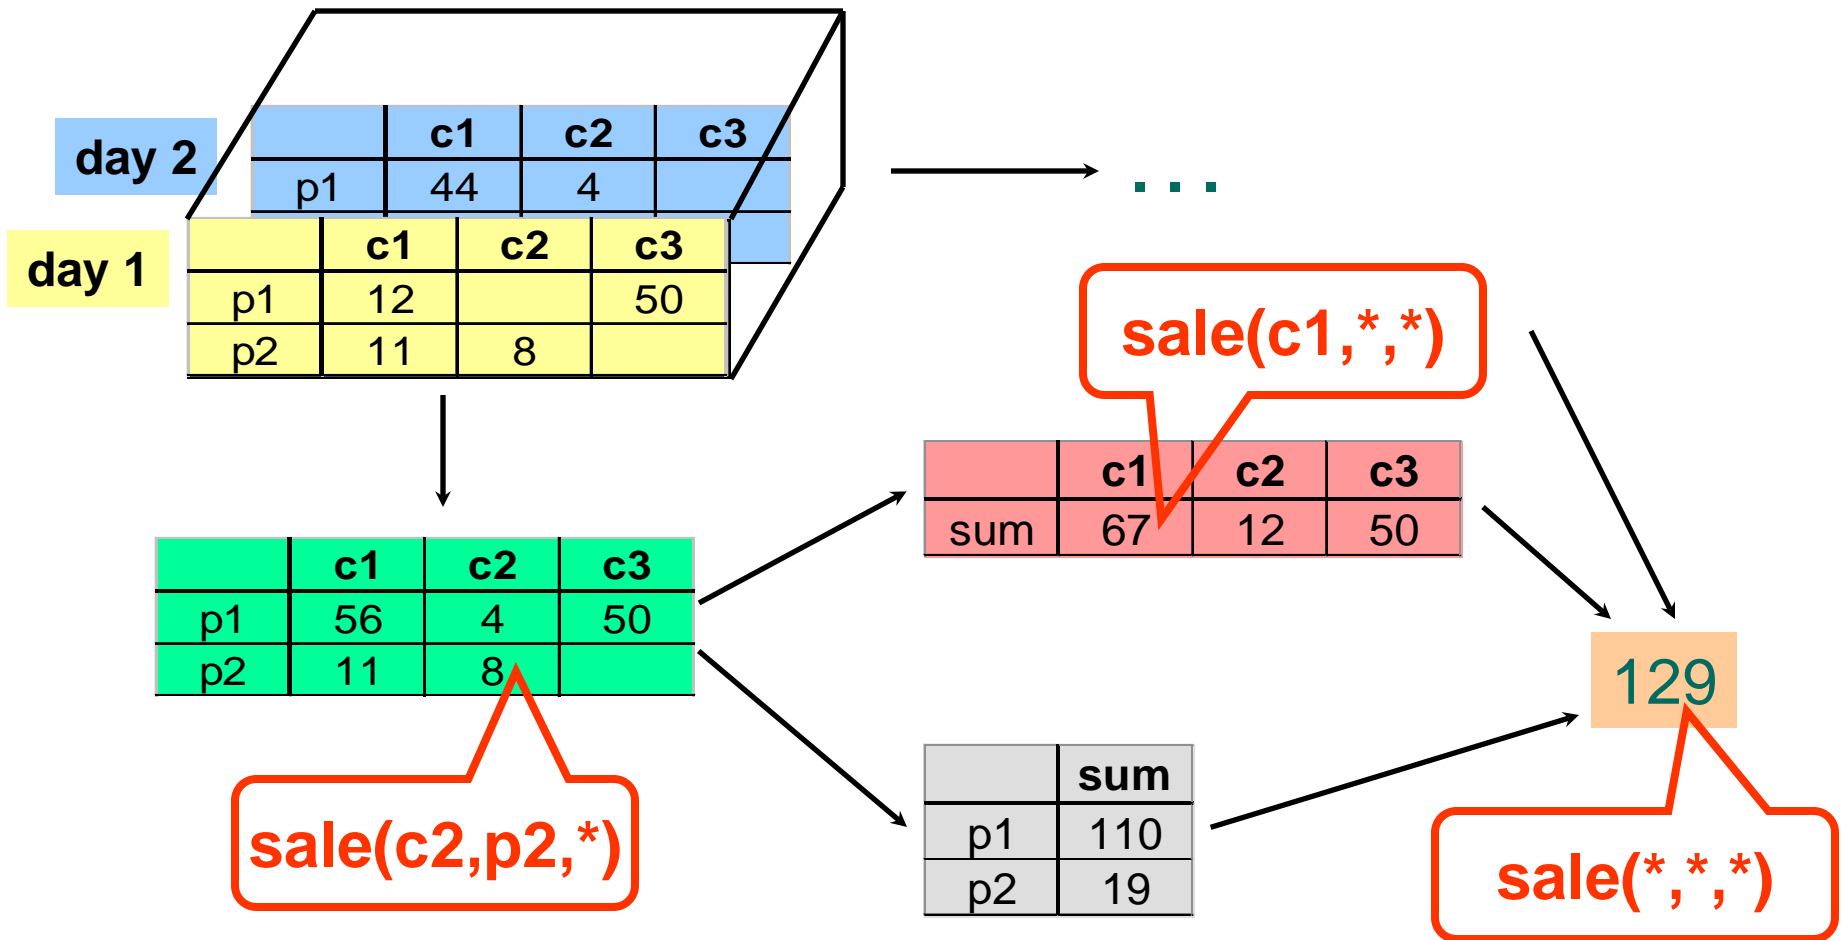 day 2
c1 c2 c3
p1 44 4
day 1
c1 c2 c3
p1 12 50
p2 11 8
. . .
sale(c1,*,*)
c1 c2 c3
sum 67 12 50
c1 c2 c3
p1 56 4 50
p2 11 8
sale(c2,p2,*)
sum
p1 110
p2 19
129
sale(*,*,*)